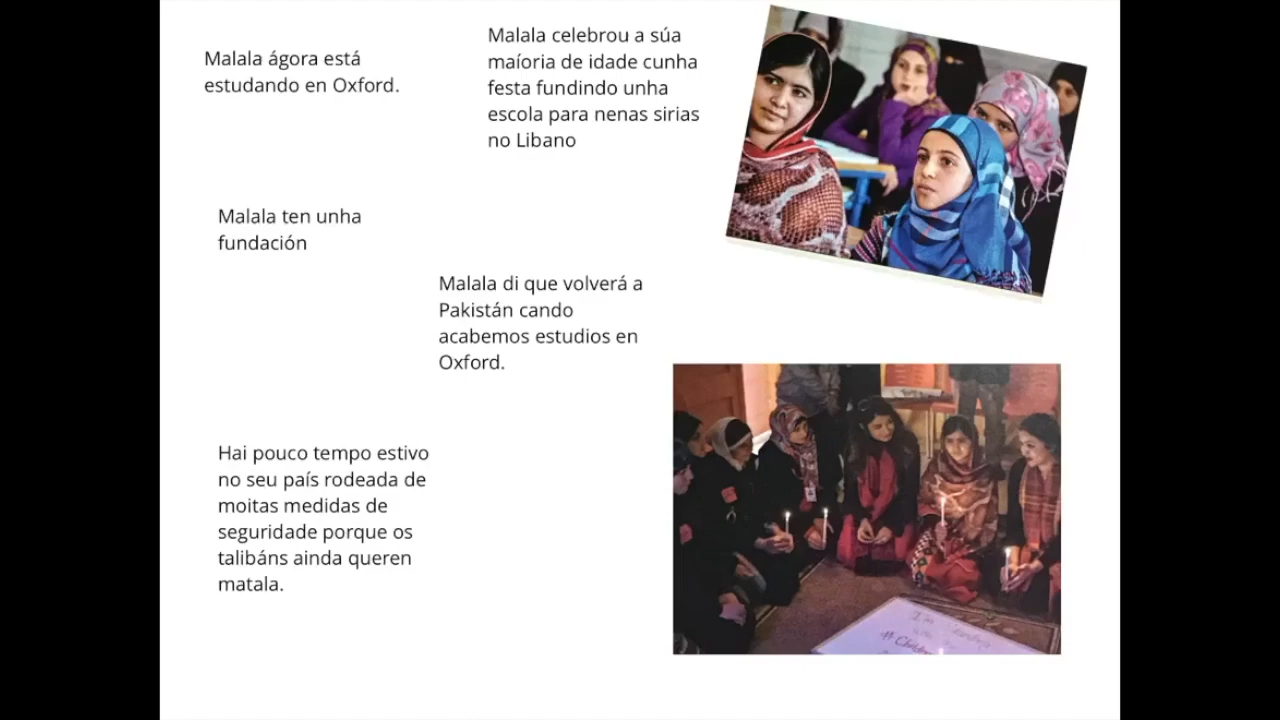 Malala ágora está
estudando en Oxford.
Malala celebrou a súa
maíoria de idade cunha
festa fundindo unha
escola para nenas sirias
no Libano
Malala ten unha
fundación
Malala di que volverá a
Pakistán cando
acabemos estudios en
Oxford.
Hai pouco tempo estivo
no seu país rodeada de
moitas medidas de
seguridade porque os
talibáns ainda queren
matala.